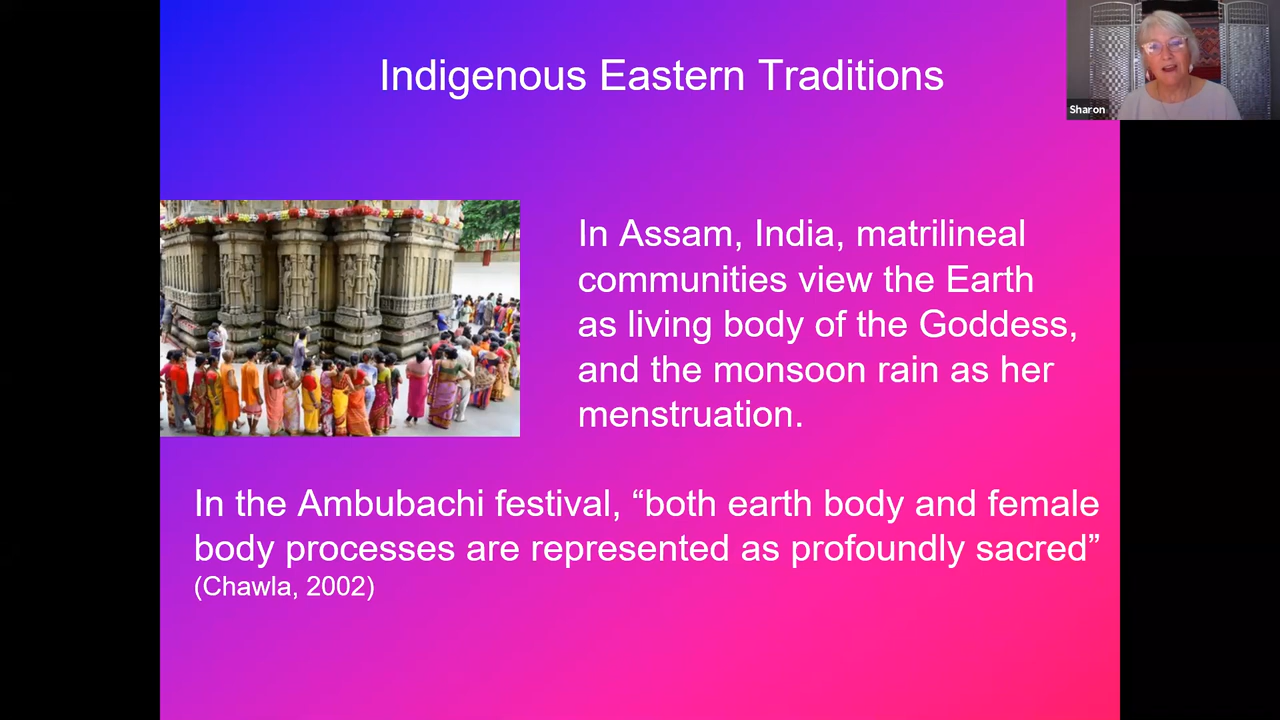 Indigenous Eastern Traditions
Sharon
In Assam, India, matrilineal
communities view the Earth
as living body of the Goddess,
and the monsoon rain as her
menstruation.
In the Ambubachi festival, “both earth body and female
body processes are represented as profoundly sacred”
(Chawla, 2002)